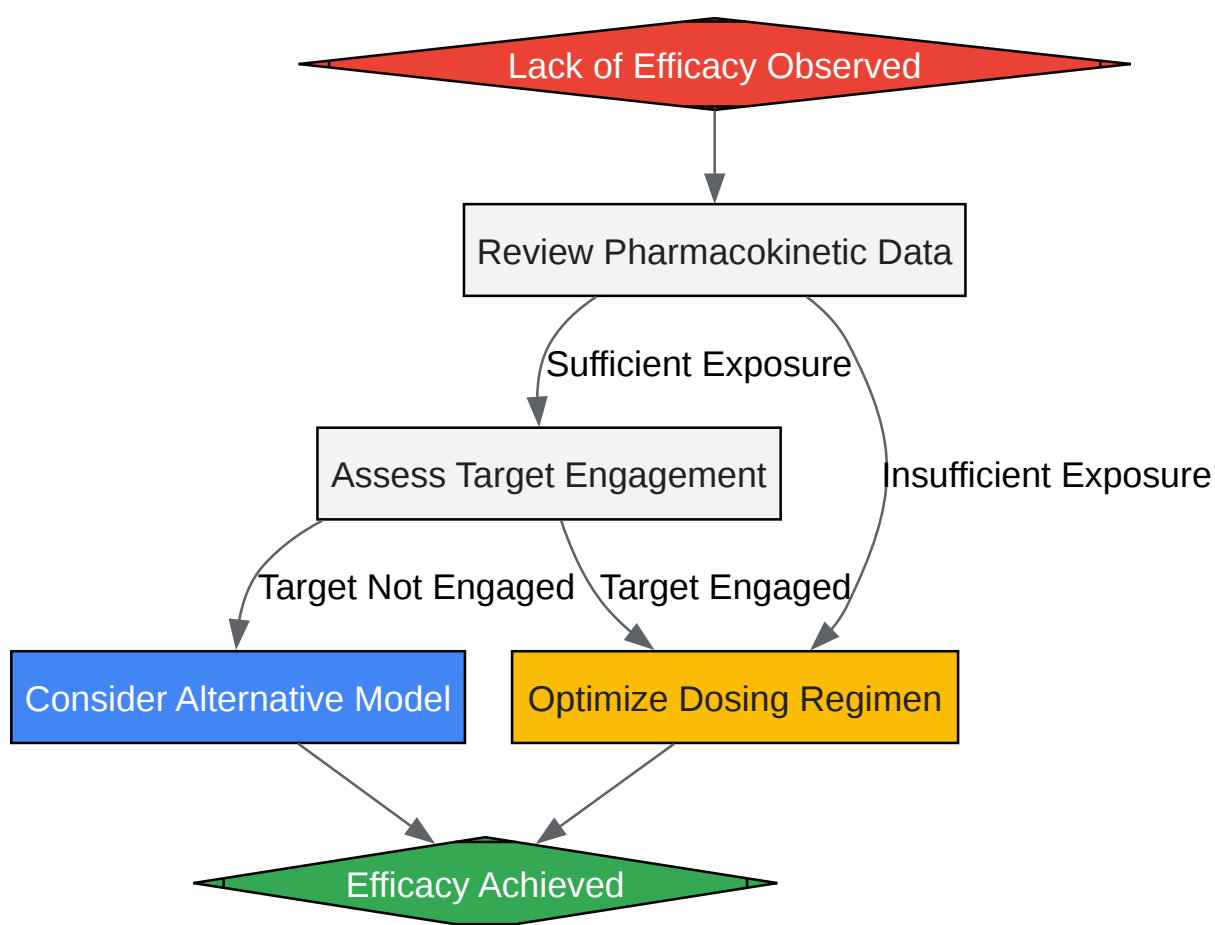 Lack of Efficacy Observed
Review Pharmacokinetic Data
Sufficient Exposure
Assess Target Engagement
Insufficient Exposure
Target Not Engaged
Target Engaged
Consider Alternative Model
Optimize Dosing Regimen
Efficacy Achieved